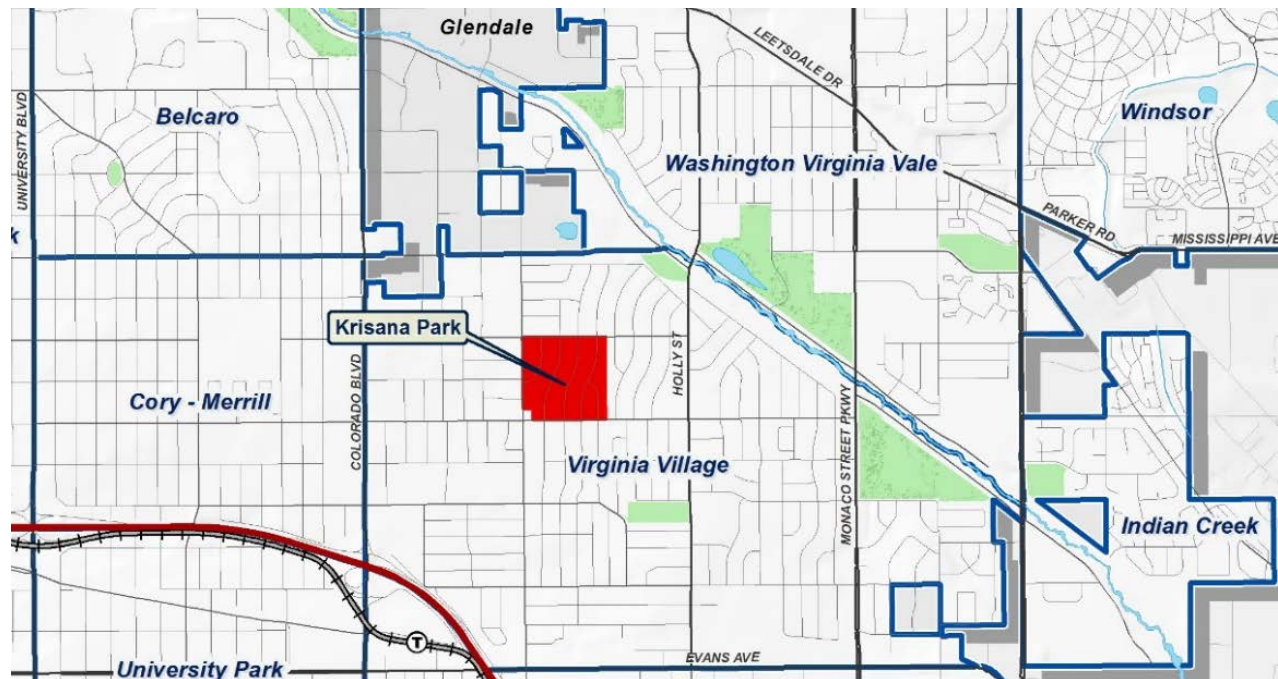 Glendale
LEETSDALE DR
Belcaro
Windsor
UNIVERSITY BLVD
Washington Virginia Vale
PARKER RD
MISSISSIPPI AVE
k
Krisana Park
HOLLY ST
COLORADO BLVD
Cory - Merrill
MONACO STREET PKWY
Virginia Village
Indian Creek
T
EVANS AVE
University Park